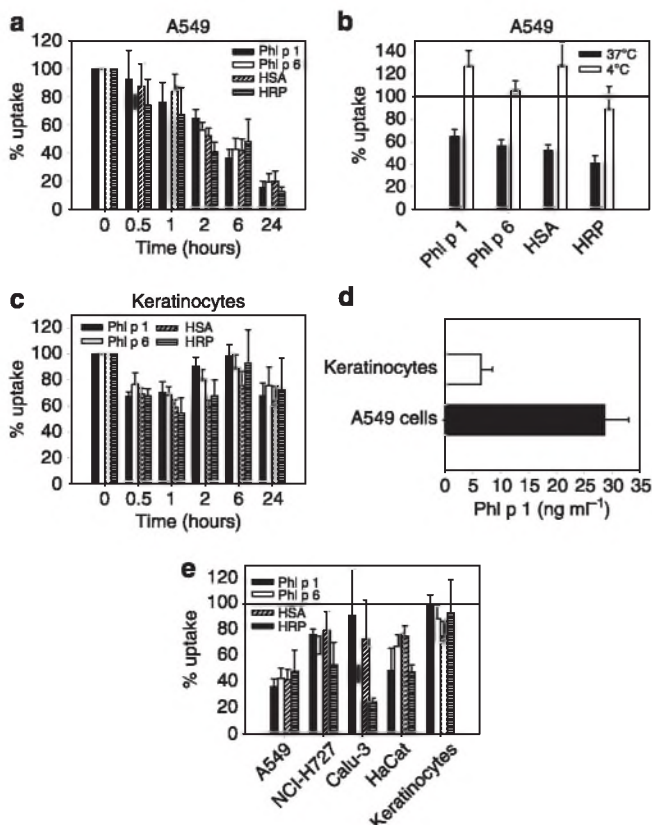 a
A549
% uptake
120
100
80
60
40
20
0
Phl p 1
Phl p 6
HSA
HRP
0 0.5 1 2 6 24
Time (hours)
b
A549
% uptake
140
120
100
80
60
40
20
0
37°C
4°C
Phl p 1 Phl p 6 HSA HRP
c
Keratinocytes
% uptake
120
100
80
60
40
20
0
Phl p 1 HSA
Phl p 6 HRP
0 0.5 1 2 6 24
Time (hours)
d
Keratinocytes
A549 cells
0 5 10 15 20 25 30 35
Phl p 1 (ng ml⁻¹)
e
% uptake
120
100
80
60
40
20
0
Phl p 1
Phl p 6
HSA
HRP
A549 NCI-H727 Calu-3 HaCat Keratinocytes